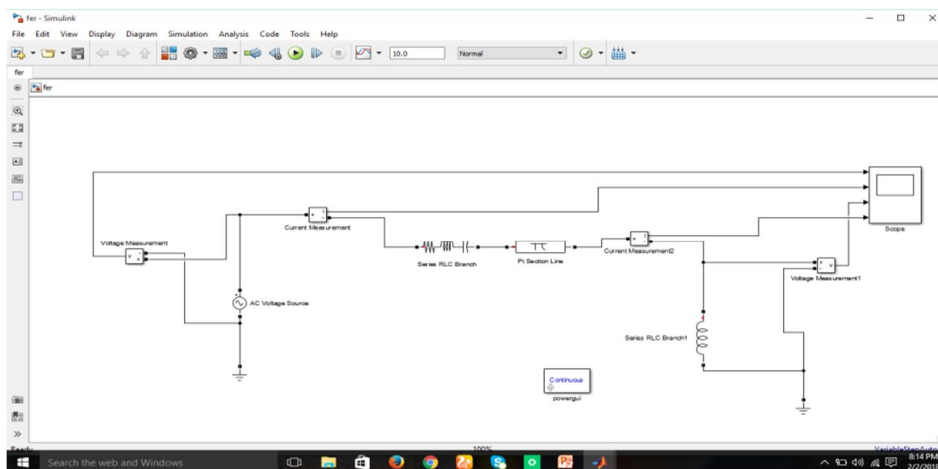 fer - Simulink
File Edit View Display Diagram Simulation Analysis Code Tools Help
10.0 Normal
fer
fer
Scope
Current Measurement
Voltage Measurement
Series RLC Branch
Pi Section Line
Current Measurement2
Voltage Measurement1
AC Voltage Source
Series RLC Branch1
Continuous
powergui
Ready 100% VariableStepAuto
Search the web and Windows
8:14 PM